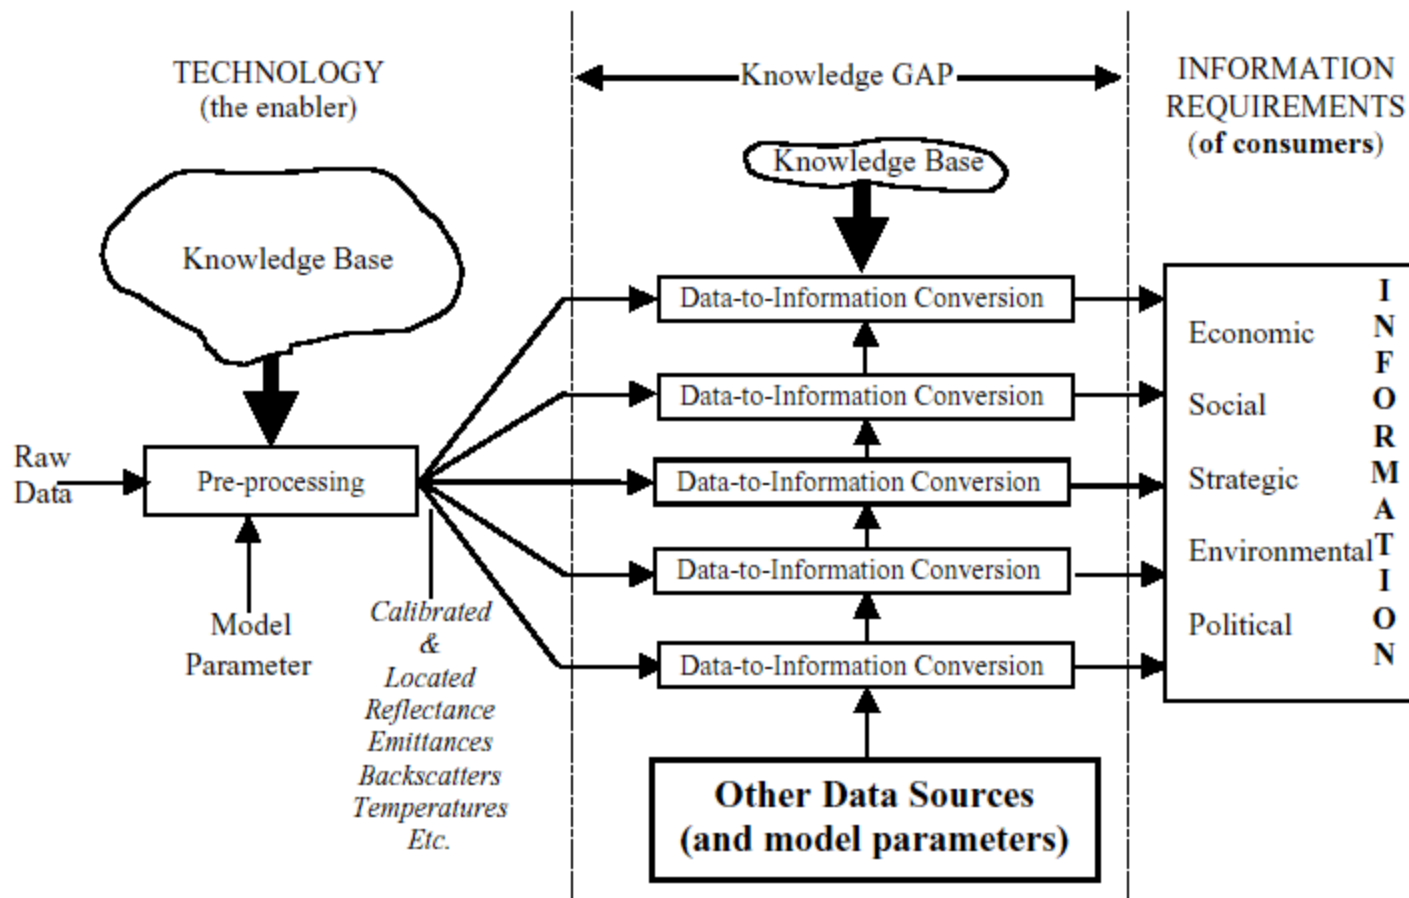 TECHNOLOGY
(the enabler)
Knowledge Base
Raw
Data
Pre-processing
Model
Parameter
Calibrated
&
Located
Reflectance
Emittances
Backscatters
Temperatures
Etc.
Knowledge GAP
Knowledge Base
Data-to-Information Conversion
Data-to-Information Conversion
Data-to-Information Conversion
Data-to-Information Conversion
Data-to-Information Conversion
Other Data Sources
(and model parameters)
INFORMATION
REQUIREMENTS
(of consumers)
Economic
Social
Strategic
Environmental
Political
INFORMATION